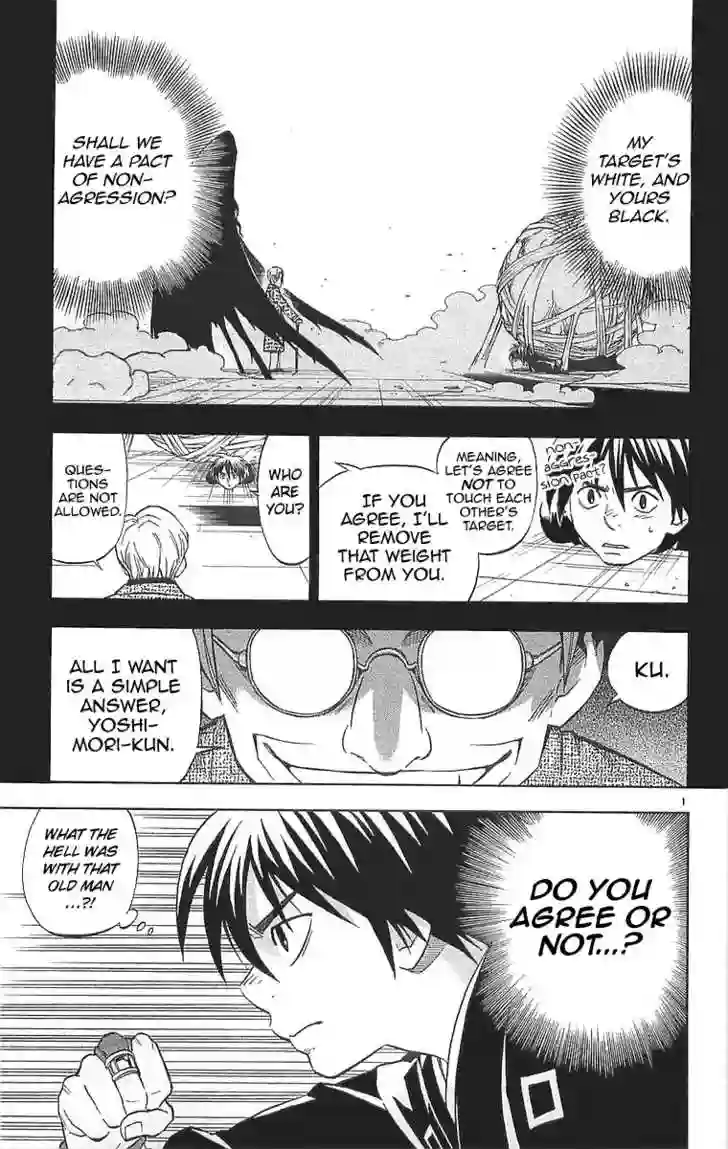 MY
TARGET'S
WHITE, AND
YOURS
BLACK.
SHALL WE
HAVE A PACT
OF NON-
AGRESSION?
non-
aggres-
sion pact?
MEANING,
LET'S AGREE
NOT TO
TOUCH EACH
OTHER'S
TARGET.
IF YOU
AGREE, I'LL
REMOVE
THAT WEIGHT
FROM YOU.
WHO
ARE
YOU?
QUES-
TIONS
ARE NOT
ALLOWED.
KU.
ALL I WANT
IS A SIMPLE
ANSWER,
YOSHI-
MORI-KUN.
1
DO YOU
AGREE OR
NOT...?
WHAT THE
HELL WAS
WITH THAT
OLD MAN
...?!